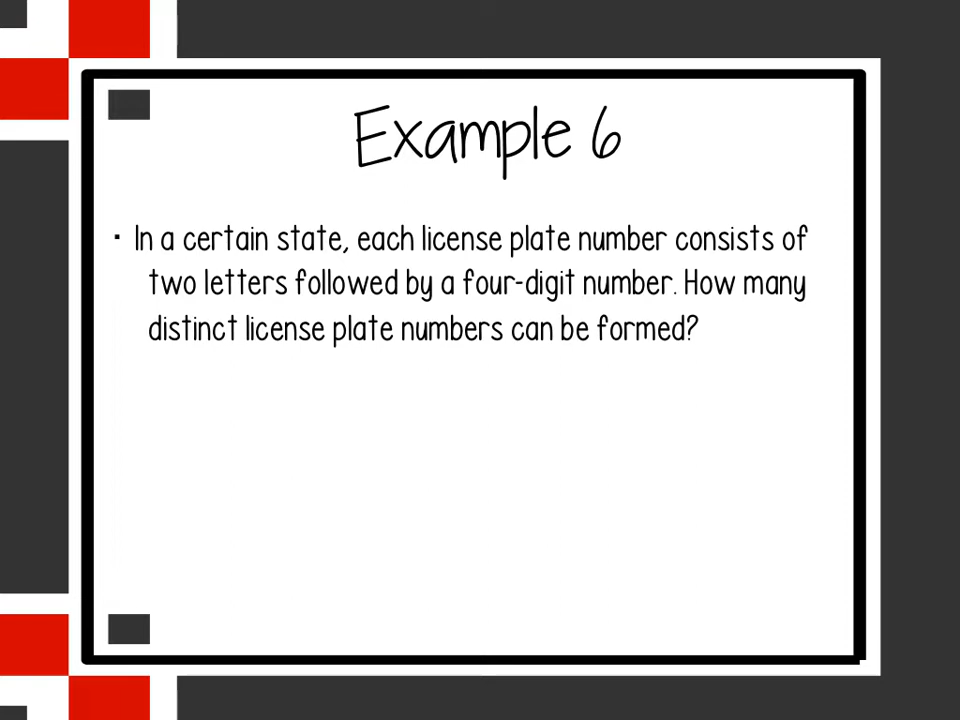 Example 6
· In a certain state, each license plate number consists of
two letters followed by a four-digit number. How many
distinct license plate numbers can be formed?